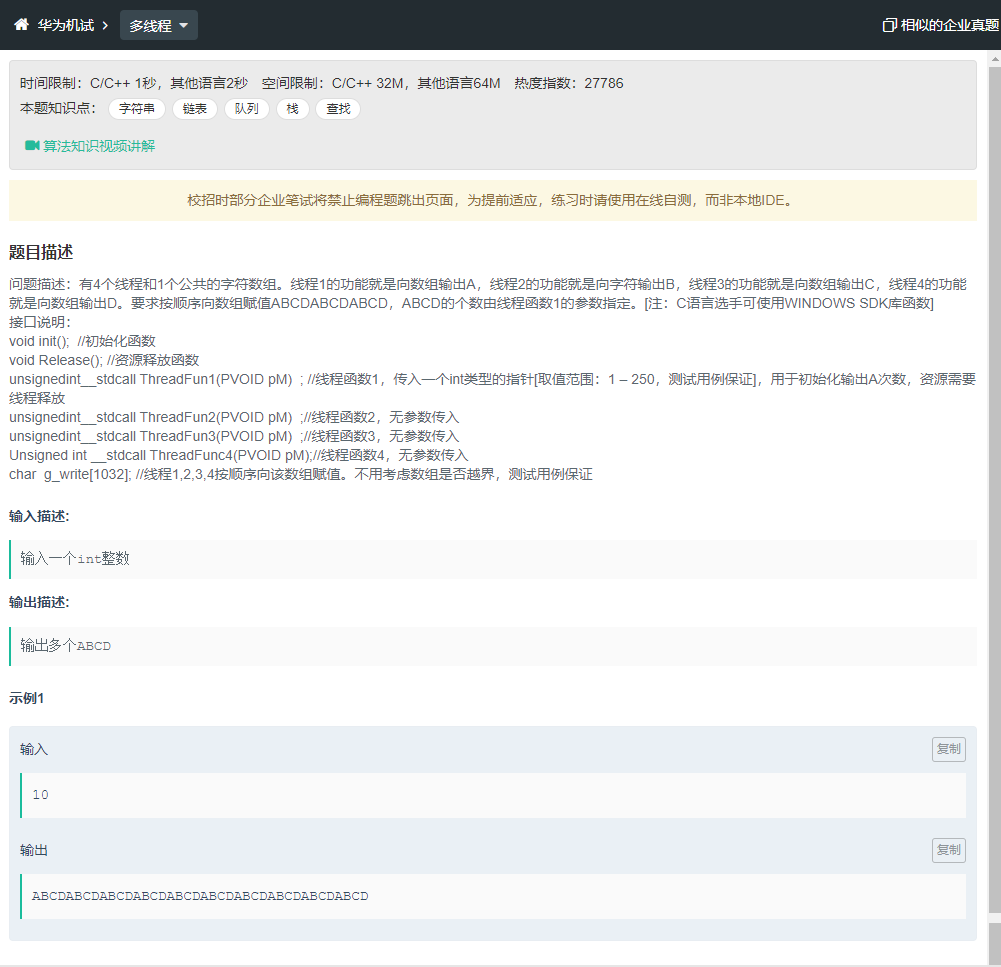 华为机试 > 多线程 相似的企业真题
时间限制：C/C++ 1秒，其他语言2秒 空间限制：C/C++ 32M，其他语言64M 热度指数：27786
本题知识点： 字符串 链表 队列 栈 查找
算法知识视频讲解
校招时部分企业笔试将禁止编程题跳出页面，为提前适应，练习时请使用在线自测，而非本地IDE。
题目描述
问题描述：有4个线程和1个公共的字符数组。线程1的功能就是向数组输出A，线程2的功能就是向字符输出B，线程3的功能就是向数组输出C，线程4的功能
就是向数组输出D。要求按顺序向数组赋值ABCDABCDABCD，ABCD的个数由线程函数1的参数指定。[注：C语言选手可使用WINDOWS SDK库函数]
接口说明：
void init(); //初始化函数
void Release(); //资源释放函数
unsignedint__stdcall ThreadFun1(PVOID pM) ; //线程函数1，传入一个int类型的指针[取值范围：1 – 250，测试用例保证]，用于初始化输出A次数，资源需要
线程释放
unsignedint__stdcall ThreadFun2(PVOID pM) ;//线程函数2，无参数传入
unsignedint__stdcall ThreadFun3(PVOID pM) ;//线程函数3，无参数传入
Unsigned int __stdcall ThreadFunc4(PVOID pM);//线程函数4，无参数传入
char g_write[1032]; //线程1,2,3,4按顺序向该数组赋值。不用考虑数组是否越界，测试用例保证
输入描述:
输入一个int整数
输出描述:
输出多个ABCD
示例1
输入 复制
10
输出 复制
ABCDABCDABCDABCDABCDABCDABCDABCDABCDABCD